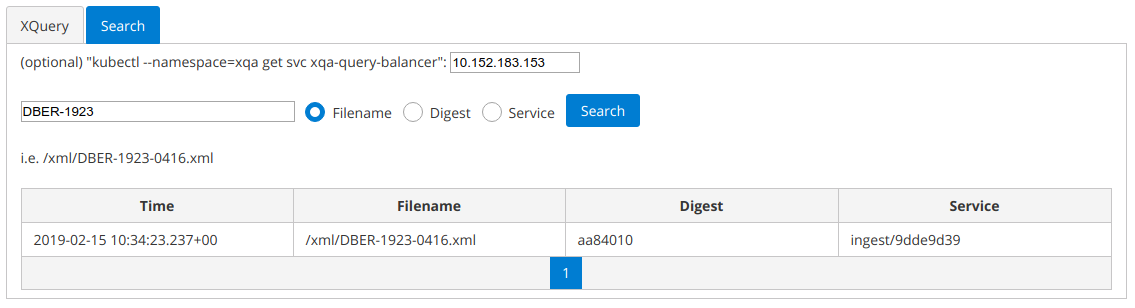 XQuery Search
(optional) "kubectl --namespace=xqa get svc xqa-query-balancer": 10.152.183.153
DBER-1923 Filename Digest Service Search
i.e. /xml/DBER-1923-0416.xml
Time Filename Digest Service
2019-02-15 10:34:23.237+00 /xml/DBER-1923-0416.xml aa84010 ingest/9dde9d39
1